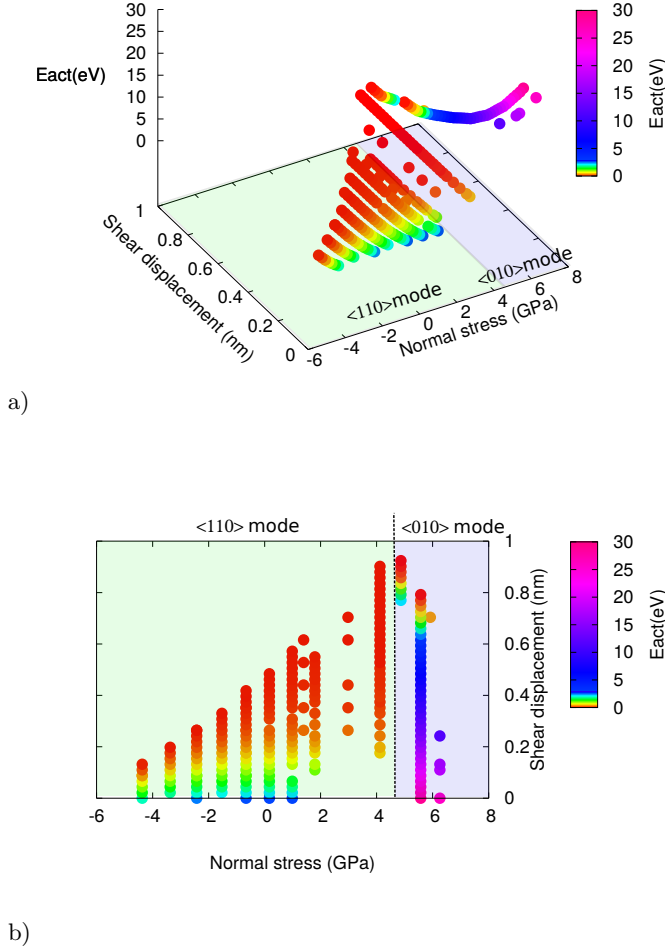 30
25
20
15
10
5
0
Eact(eV)
30
25
20
15
10
5
0
Eact(eV)
1
0.8
0.6
0.4
0.2
0
Shear displacement (nm)
-6
-4
-2
0
2
4
6
8
Normal stress (GPa)
<110>mode
<010>mode
a)
<110> mode
<010> mode
1
0.8
0.6
0.4
0.2
0
Shear displacement (nm)
30
25
20
15
10
5
0
Eact(eV)
-6 -4 -2 0 2 4 6 8
Normal stress (GPa)
b)